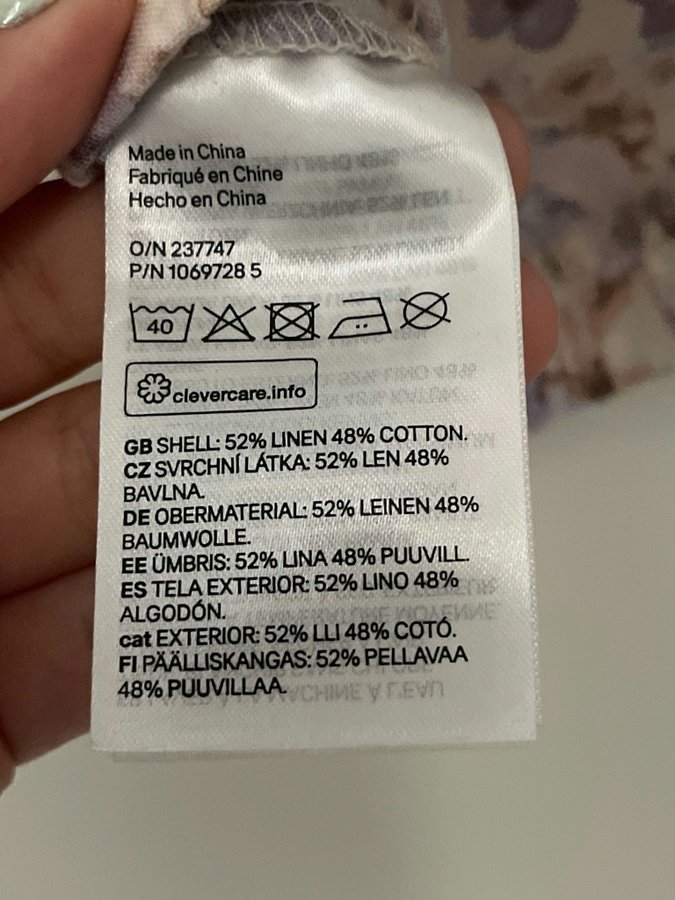 Made in China
Fabriqué en Chine
Hecho en China
O/N 237747
P/N 1069728 5
40
clevercare.info
GB SHELL: 52% LINEN 48% COTTON.
CZ SVRCHNÍ LÁTKA: 52% LEN 48%
BAVLNA.
DE OBERMATERIAL: 52% LEINEN 48%
BAUMWOLLE.
EE ÜMBRIS: 52% LINA 48% PUUVILL.
ES TELA EXTERIOR: 52% LINO 48%
ALGODÓN.
cat EXTERIOR: 52% LLI 48% COTÓ.
FI PÄÄLLISKANGAS: 52% PELLAVAA
48% PUUVILLAA.